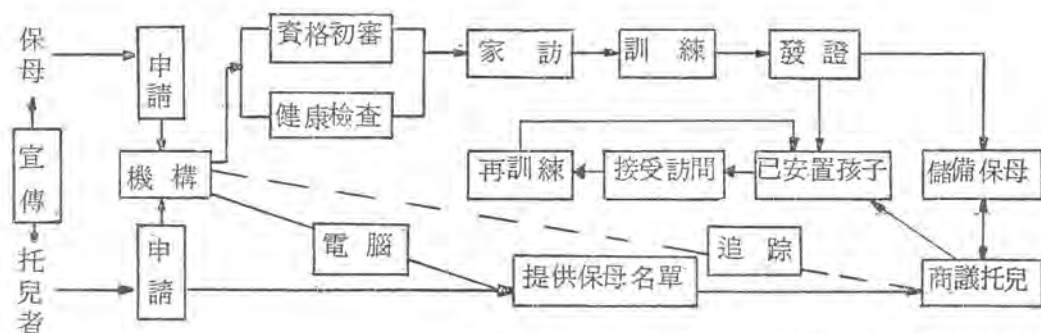 保母
申請
資格初審
健康檢查
家訪
訓練
發證
宣傳
機構
再訓練
接受訪問
已安置孩子
儲備保母
托兒者
申請
電腦
追踪
提供保母名單
商議托兒